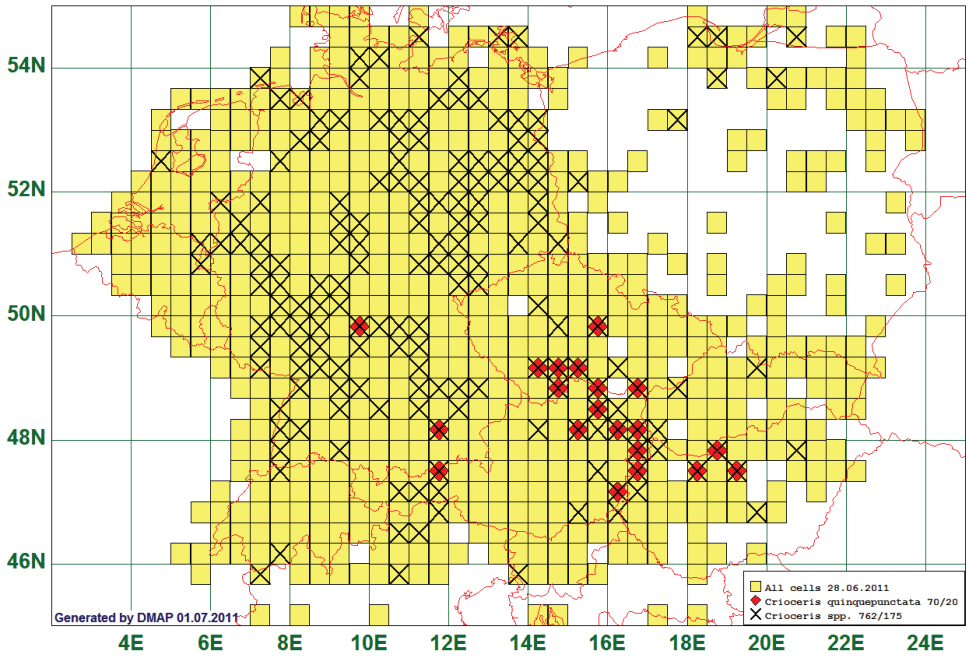 54N
52N
50N
48N
46N
All cells 28.06.2011
Crioceris quinquepunctata 70/20
Crioceris spp. 762/175
Generated by DMAP 01.07.2011
4E 6E 8E 10E 12E 14E 16E 18E 20E 22E 24E